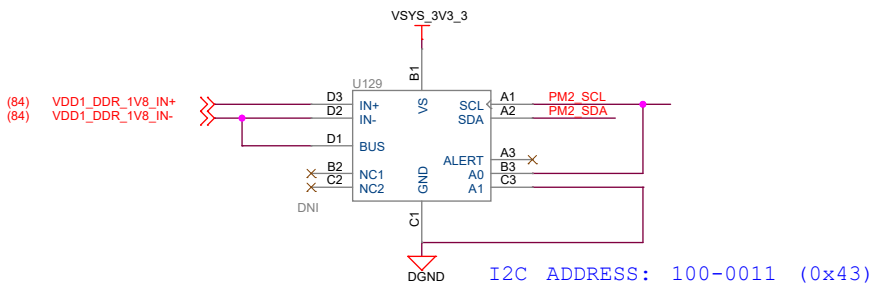 VSYS_3V3_3
B1
U129
(84) VDD1_DDR_1V8_IN+ D3 IN+ VS SCL A1 PM2_SCL
(84) VDD1_DDR_1V8_IN- D2 IN- SDA A2 PM2_SDA
D1 BUS
ALERT A3
B2 NC1 A0 B3
C2 NC2 GND A1 C3
DNI
C1
DGND
I2C ADDRESS: 100-0011 (0x43)